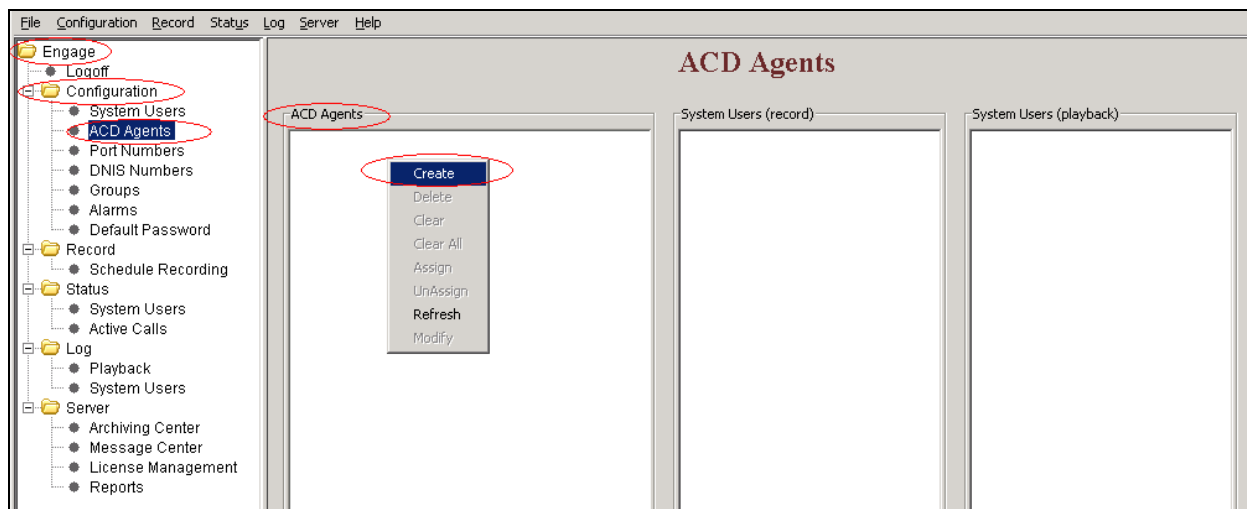 File Configuration Record Status Log Server Help
Engage
Logoff
Configuration
System Users
ACD Agents
Port Numbers
DNIS Numbers
Groups
Alarms
Default Password
Record
Schedule Recording
Status
System Users
Active Calls
Log
Playback
System Users
Server
Archiving Center
Message Center
License Management
Reports
ACD Agents
ACD Agents
System Users (record)
System Users (playback)
Create
Delete
Clear
Clear All
Assign
UnAssign
Refresh
Modify